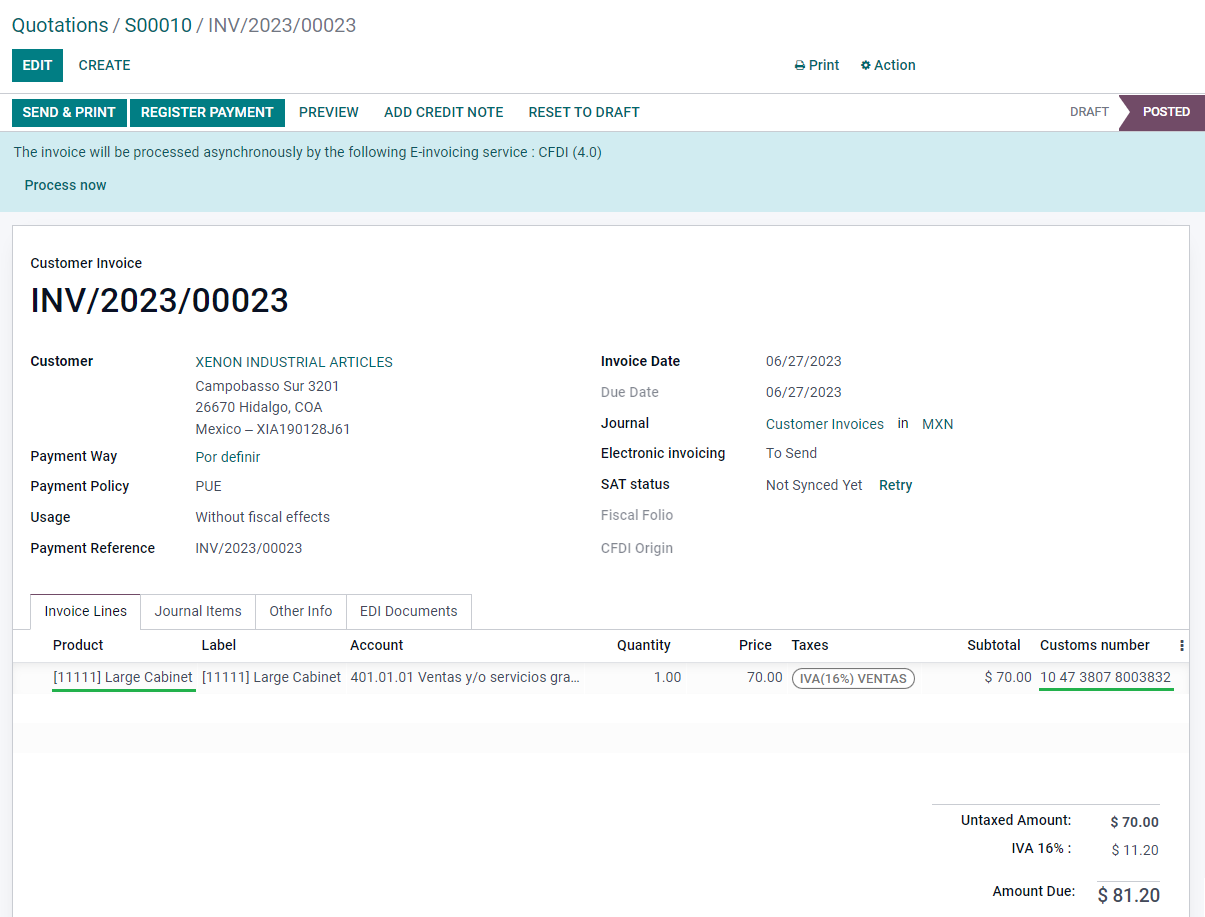 Quotations / S00010 / INV/2023/00023
EDIT CREATE Print Action
SEND & PRINT REGISTER PAYMENT PREVIEW ADD CREDIT NOTE RESET TO DRAFT DRAFT POSTED
The invoice will be processed asynchronously by the following E-invoicing service : CFDI (4.0)
Process now
Customer Invoice
INV/2023/00023
Customer XENON INDUSTRIAL ARTICLES
Campobasso Sur 3201
26670 Hidalgo, COA
Mexico – XIA190128J61
Payment Way Por definir
Payment Policy PUE
Usage Without fiscal effects
Payment Reference INV/2023/00023
Invoice Date 06/27/2023
Due Date 06/27/2023
Journal Customer Invoices in MXN
Electronic invoicing To Send
SAT status Not Synced Yet Retry
Fiscal Folio
CFDI Origin
Invoice Lines Journal Items Other Info EDI Documents
Product Label Account Quantity Price Taxes Subtotal Customs number
[11111] Large Cabinet [11111] Large Cabinet 401.01.01 Ventas y/o servicios gra... 1.00 70.00 IVA(16%) VENTAS $ 70.00 10 47 3807 8003832
Untaxed Amount: $ 70.00
IVA 16% : $ 11.20
Amount Due: $ 81.20